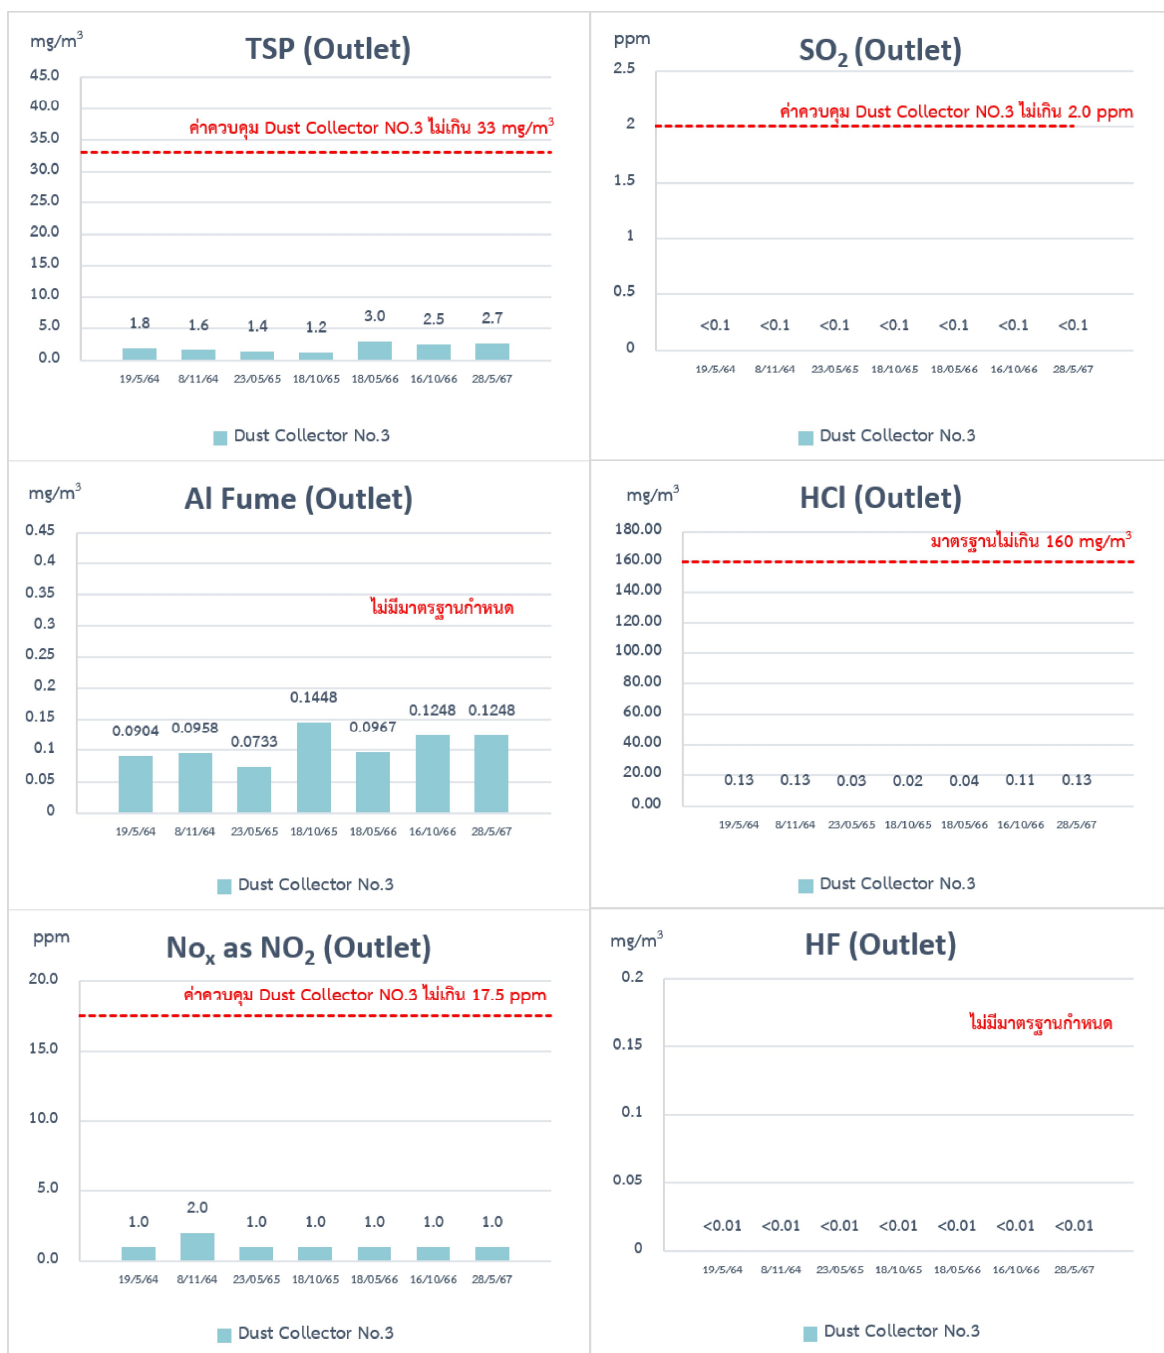 mg/m³
TSP (Outlet)
45.0
ค่าควบคุม Dust Collector NO.3 ไม่เกิน 33 mg/m³
40.0
35.0
30.0
25.0
20.0
15.0
10.0
5.0
0.0
1.8 1.6 1.4 1.2 3.0 2.5 2.7
19/5/64 8/11/64 23/05/65 18/10/65 18/05/66 16/10/66 28/5/67
Dust Collector No.3
ppm
SO₂ (Outlet)
2.5
ค่าควบคุม Dust Collector NO.3 ไม่เกิน 2.0 ppm
2
1.5
1
0.5
0
<0.1 <0.1 <0.1 <0.1 <0.1 <0.1 <0.1
19/5/64 8/11/64 23/05/65 18/10/65 18/05/66 16/10/66 28/5/67
Dust Collector No.3
mg/m³
Al Fume (Outlet)
0.45
0.4
0.35
ไม่มีมาตรฐานกำหนด
0.3
0.25
0.2
0.15
0.1
0.05
0
0.0904 0.0958 0.0733 0.1448 0.0967 0.1248 0.1248
19/5/64 8/11/64 23/05/65 18/10/65 18/05/66 16/10/66 28/5/67
Dust Collector No.3
mg/m³
HCl (Outlet)
180.00
มาตรฐานไม่เกิน 160 mg/m³
160.00
140.00
120.00
100.00
80.00
60.00
40.00
20.00
0.00
0.13 0.13 0.03 0.02 0.04 0.11 0.13
19/5/64 8/11/64 23/05/65 18/10/65 18/05/66 16/10/66 28/5/67
Dust Collector No.3
ppm
Noₓ as NO₂ (Outlet)
20.0
ค่าควบคุม Dust Collector NO.3 ไม่เกิน 17.5 ppm
15.0
10.0
5.0
0.0
1.0 2.0 1.0 1.0 1.0 1.0 1.0
19/5/64 8/11/64 23/05/65 18/10/65 18/05/66 16/10/66 28/5/67
Dust Collector No.3
mg/m³
HF (Outlet)
0.2
ไม่มีมาตรฐานกำหนด
0.15
0.1
0.05
0
<0.01 <0.01 <0.01 <0.01 <0.01 <0.01 <0.01
19/5/64 8/11/64 23/05/65 18/10/65 18/05/66 16/10/66 28/5/67
Dust Collector No.3